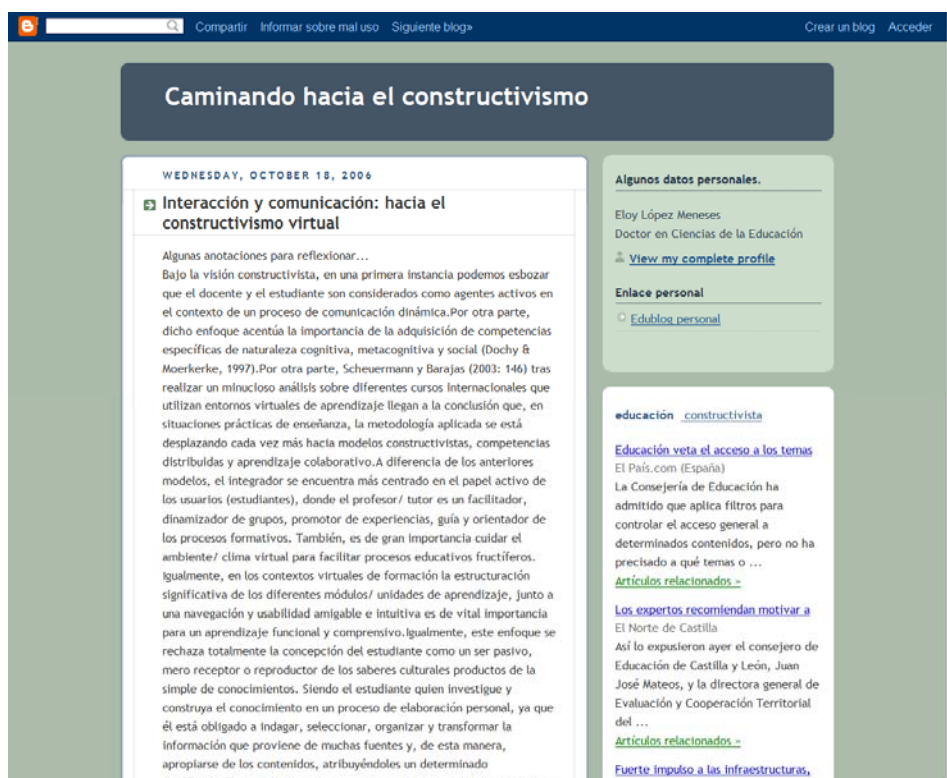 Compartir Informar sobre mal uso Siguiente blog» Crear un blog Acceder
Caminando hacia el constructivismo
WEDNESDAY, OCTOBER 18, 2006
Interacción y comunicación: hacia el
constructivismo virtual
Algunas anotaciones para reflexionar...
Bajo la visión constructivista, en una primera instancia podemos esbozar
que el docente y el estudiante son considerados como agentes activos en
el contexto de un proceso de comunicación dinámica.Por otra parte,
dicho enfoque acentúa la importancia de la adquisición de competencias
específicas de naturaleza cognitiva, metacognitiva y social (Dochy &
Moerkerke, 1997).Por otra parte, Scheuermann y Barajas (2003: 146) tras
realizar un minucioso análisis sobre diferentes cursos internacionales que
utilizan entornos virtuales de aprendizaje llegan a la conclusión que, en
situaciones prácticas de enseñanza, la metodología aplicada se está
desplazando cada vez más hacia modelos constructivistas, competencias
distribuidas y aprendizaje colaborativo.A diferencia de los anteriores
modelos, el integrador se encuentra más centrado en el papel activo de
los usuarios (estudiantes), donde el profesor/ tutor es un facilitador,
dinamizador de grupos, promotor de experiencias, guía y orientador de
los procesos formativos. También, es de gran importancia cuidar el
ambiente/ clima virtual para facilitar procesos educativos fructíferos.
Igualmente, en los contextos virtuales de formación la estructuración
significativa de los diferentes módulos/ unidades de aprendizaje, junto a
una navegación y usabilidad amigable e intuitiva es de vital importancia
para un aprendizaje funcional y comprensivo.Igualmente, este enfoque se
rechaza totalmente la concepción del estudiante como un ser pasivo,
mero receptor o reproductor de los saberes culturales productos de la
simple de conocimientos. Siendo el estudiante quien investigue y
construya el conocimiento en un proceso de elaboración personal, ya que
él está obligado a indagar, seleccionar, organizar y transformar la
información que proviene de muchas fuentes y, de esta manera,
apropiarse de los contenidos, atribuyéndoles un determinado
Algunos datos personales.
Eloy López Meneses
Doctor en Ciencias de la Educación
View my complete profile
Enlace personal
Edublog personal
educación constructivista
Educación veta el acceso a los temas
El País.com (España)
La Consejería de Educación ha
admitido que aplica filtros para
controlar el acceso general a
determinados contenidos, pero no ha
precisado a qué temas o ...
Artículos relacionados »
Los expertos recomiendan motivar a
El Norte de Castilla
Así lo expusieron ayer el consejero de
Educación de Castilla y León, Juan
José Mateos, y la directora general de
Evaluación y Cooperación Territorial
del ...
Artículos relacionados »
Fuerte impulso a las infraestructuras,